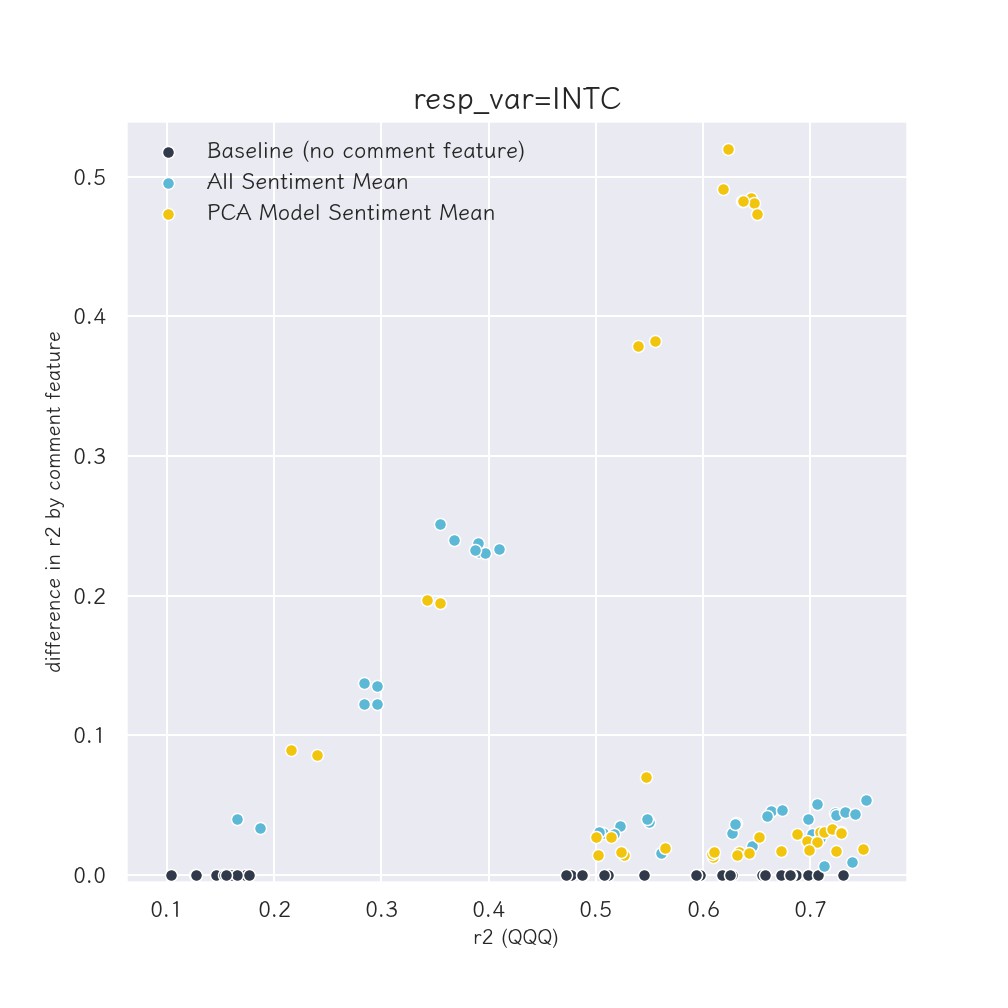 resp_var=INTC
Baseline (no comment feature)
All Sentiment Mean
PCA Model Sentiment Mean
difference in r2 by comment feature
0.5
0.4
0.3
0.2
0.1
0.0
0.1 0.2 0.3 0.4 0.5 0.6 0.7
r2 (QQQ)